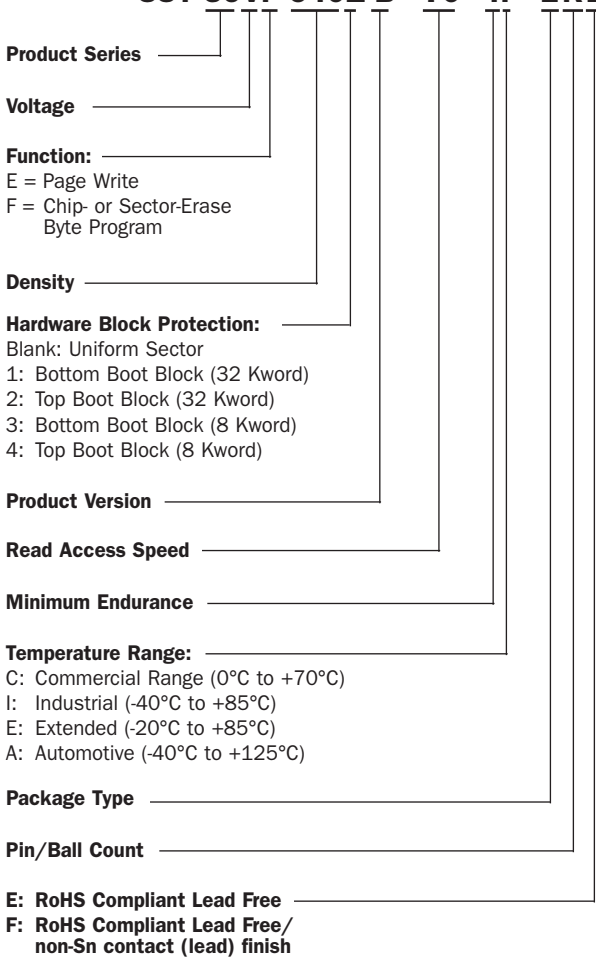 Product Series
Voltage
Function:
E = Page Write
F = Chip- or Sector-Erase
Byte Program
Density
Hardware Block Protection:
Blank: Uniform Sector
1: Bottom Boot Block (32 Kword)
2: Top Boot Block (32 Kword)
3: Bottom Boot Block (8 Kword)
4: Top Boot Block (8 Kword)
Product Version
Read Access Speed
Minimum Endurance
Temperature Range:
C: Commercial Range (0°C to +70°C)
I: Industrial (-40°C to +85°C)
E: Extended (-20°C to +85°C)
A: Automotive (-40°C to +125°C)
Package Type
Pin/Ball Count
E: RoHS Compliant Lead Free
F: RoHS Compliant Lead Free/
non-Sn contact (lead) finish